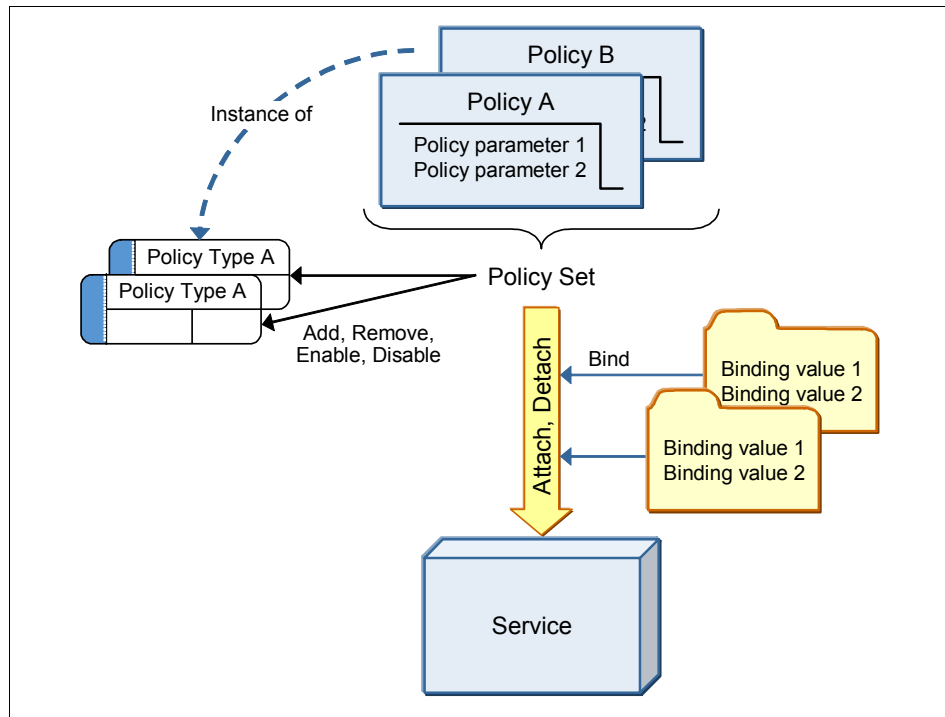 Policy B
Policy A
Instance of
Policy parameter 1
Policy parameter 2
2
Policy Type A
Policy Type A
Policy Set
Add, Remove,
Enable, Disable
Attach, Detach
Bind
Binding value 1
Binding value 2
Binding value 1
Binding value 2
Service